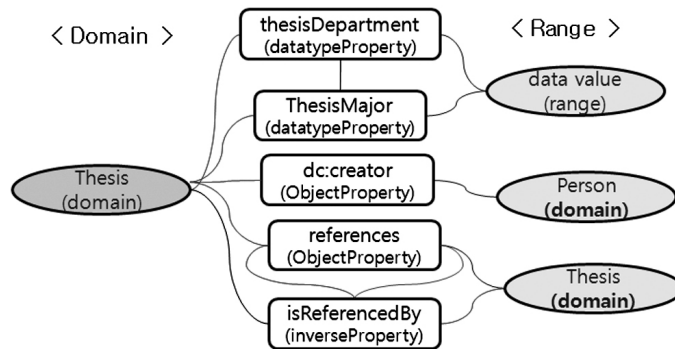 < Domain >
thesisDepartment
(datatypeProperty)
< Range >
data value
(range)
ThesisMajor
(datatypeProperty)
Thesis
(domain)
dc:creator
(ObjectProperty)
Person
(domain)
references
(ObjectProperty)
Thesis
(domain)
isReferencedBy
(inverseProperty)